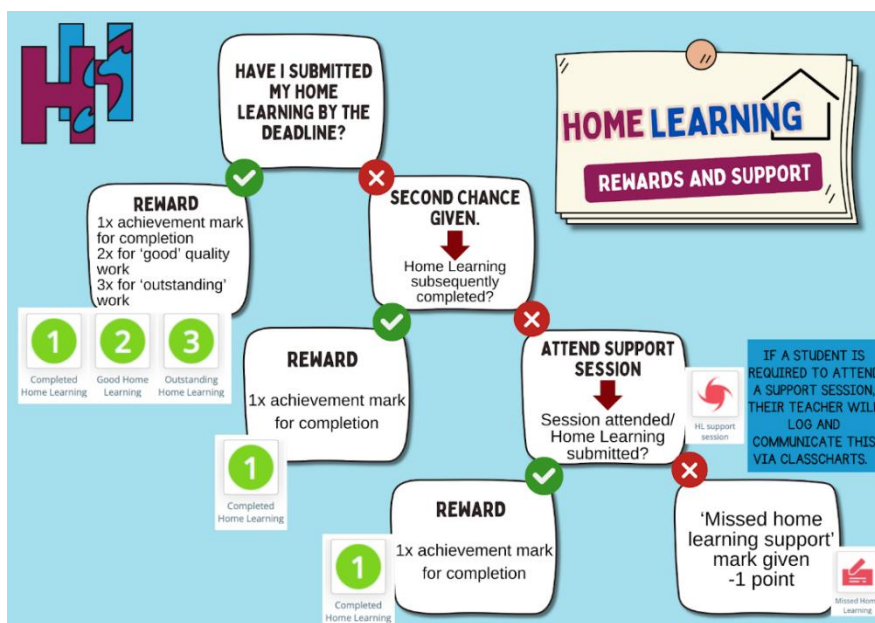 HHS
HAVE I SUBMITTED
MY HOME
LEARNING BY THE
DEADLINE?
HOME LEARNING
REWARDS AND SUPPORT
REWARD
1x achievement mark
for completion
2x for ‘good’ quality
work
3x for ‘outstanding’
work
1
Completed
Home Learning
2
Good Home
Learning
3
Outstanding
Home Learning
SECOND CHANCE
GIVEN.
Home Learning
subsequently
completed?
REWARD
1x achievement mark
for completion
1
Completed
Home Learning
ATTEND SUPPORT
SESSION
Session attended/
Home Learning
submitted?
HL support
session
IF A STUDENT IS
REQUIRED TO ATTEND
A SUPPORT SESSION,
THEIR TEACHER WILL
LOG AND
COMMUNICATE THIS
VIA CLASSCHARTS.
REWARD
1x achievement mark
for completion
1
Completed
Home Learning
‘Missed home
learning support’
mark given
-1 point
Missed Home
Learning